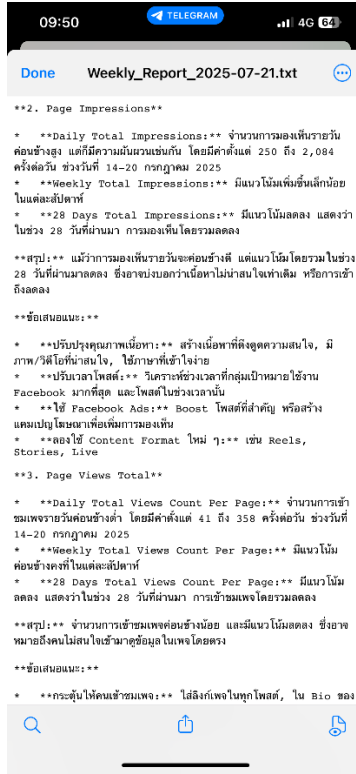 09:50
TELEGRAM
4G 64
Done
Weekly_Report_2025-07-21.txt
**2. Page Impressions**
*   **Daily Total Impressions:** จำนวนการมองเห็นรายวัน
ค่อนข้างสูง แต่ก็มีความผันผวนเช่นกัน โดยมีค่าตั้งแต่ 250 ถึง 2,084
ครั้งต่อวัน ช่วงวันที่ 14-20 กรกฎาคม 2025
*   **Weekly Total Impressions:** มีแนวโน้มเพิ่มขึ้นเล็กน้อย
ในแต่ละสัปดาห์
*   **28 Days Total Impressions:** มีแนวโน้มลดลง แสดงว่า
ในช่วง 28 วันที่ผ่านมา การมองเห็นโดยรวมลดลง
**สรุป:** แม้ว่าการมองเห็นรายวันจะค่อนข้างดี แต่แนวโน้มโดยรวมในช่วง
28 วันที่ผ่านมาลดลง ซึ่งอาจบ่งบอกว่าเนื้อหาไม่น่าสนใจเท่าเดิม หรือการเข้า
ถึงลดลง
**ข้อเสนอแนะ:**
*   **ปรับปรุงคุณภาพเนื้อหา:** สร้างเนื้อหาที่ดึงดูดความสนใจ, มี
ภาพ/วิดีโอที่น่าสนใจ, ใช้ภาษาที่เข้าใจง่าย
*   **ปรับเวลาโพสต์:** วิเคราะห์ช่วงเวลาที่กลุ่มเป้าหมายใช้งาน
Facebook มากที่สุด และโพสต์ในช่วงเวลานั้น
*   **ใช้ Facebook Ads:** Boost โพสต์ที่สำคัญ หรือสร้าง
แคมเปญโฆษณาเพื่อเพิ่มการมองเห็น
*   **ลองใช้ Content Format ใหม่ ๆ:** เช่น Reels,
Stories, Live
**3. Page Views Total**
*   **Daily Total Views Count Per Page:** จำนวนการเข้า
ชมเพจรายวันค่อนข้างต่ำ โดยมีค่าตั้งแต่ 41 ถึง 358 ครั้งต่อวัน ช่วงวันที่
14-20 กรกฎาคม 2025
*   **Weekly Total Views Count Per Page:** มีแนวโน้ม
ค่อนข้างคงที่ในแต่ละสัปดาห์
*   **28 Days Total Views Count Per Page:** มีแนวโน้ม
ลดลง แสดงว่าในช่วง 28 วันที่ผ่านมา การเข้าชมเพจโดยรวมลดลง
**สรุป:** จำนวนการเข้าชมเพจค่อนข้างน้อย และมีแนวโน้มลดลง ซึ่งอาจ
หมายถึงคนไม่สนใจเข้ามาดูข้อมูลในเพจโดยตรง
**ข้อเสนอแนะ:**
*   **กระตุ้นให้คนเข้าชมเพจ:** ใส่ลิงก์เพจในทุกโพสต์, ใน Bio ของ